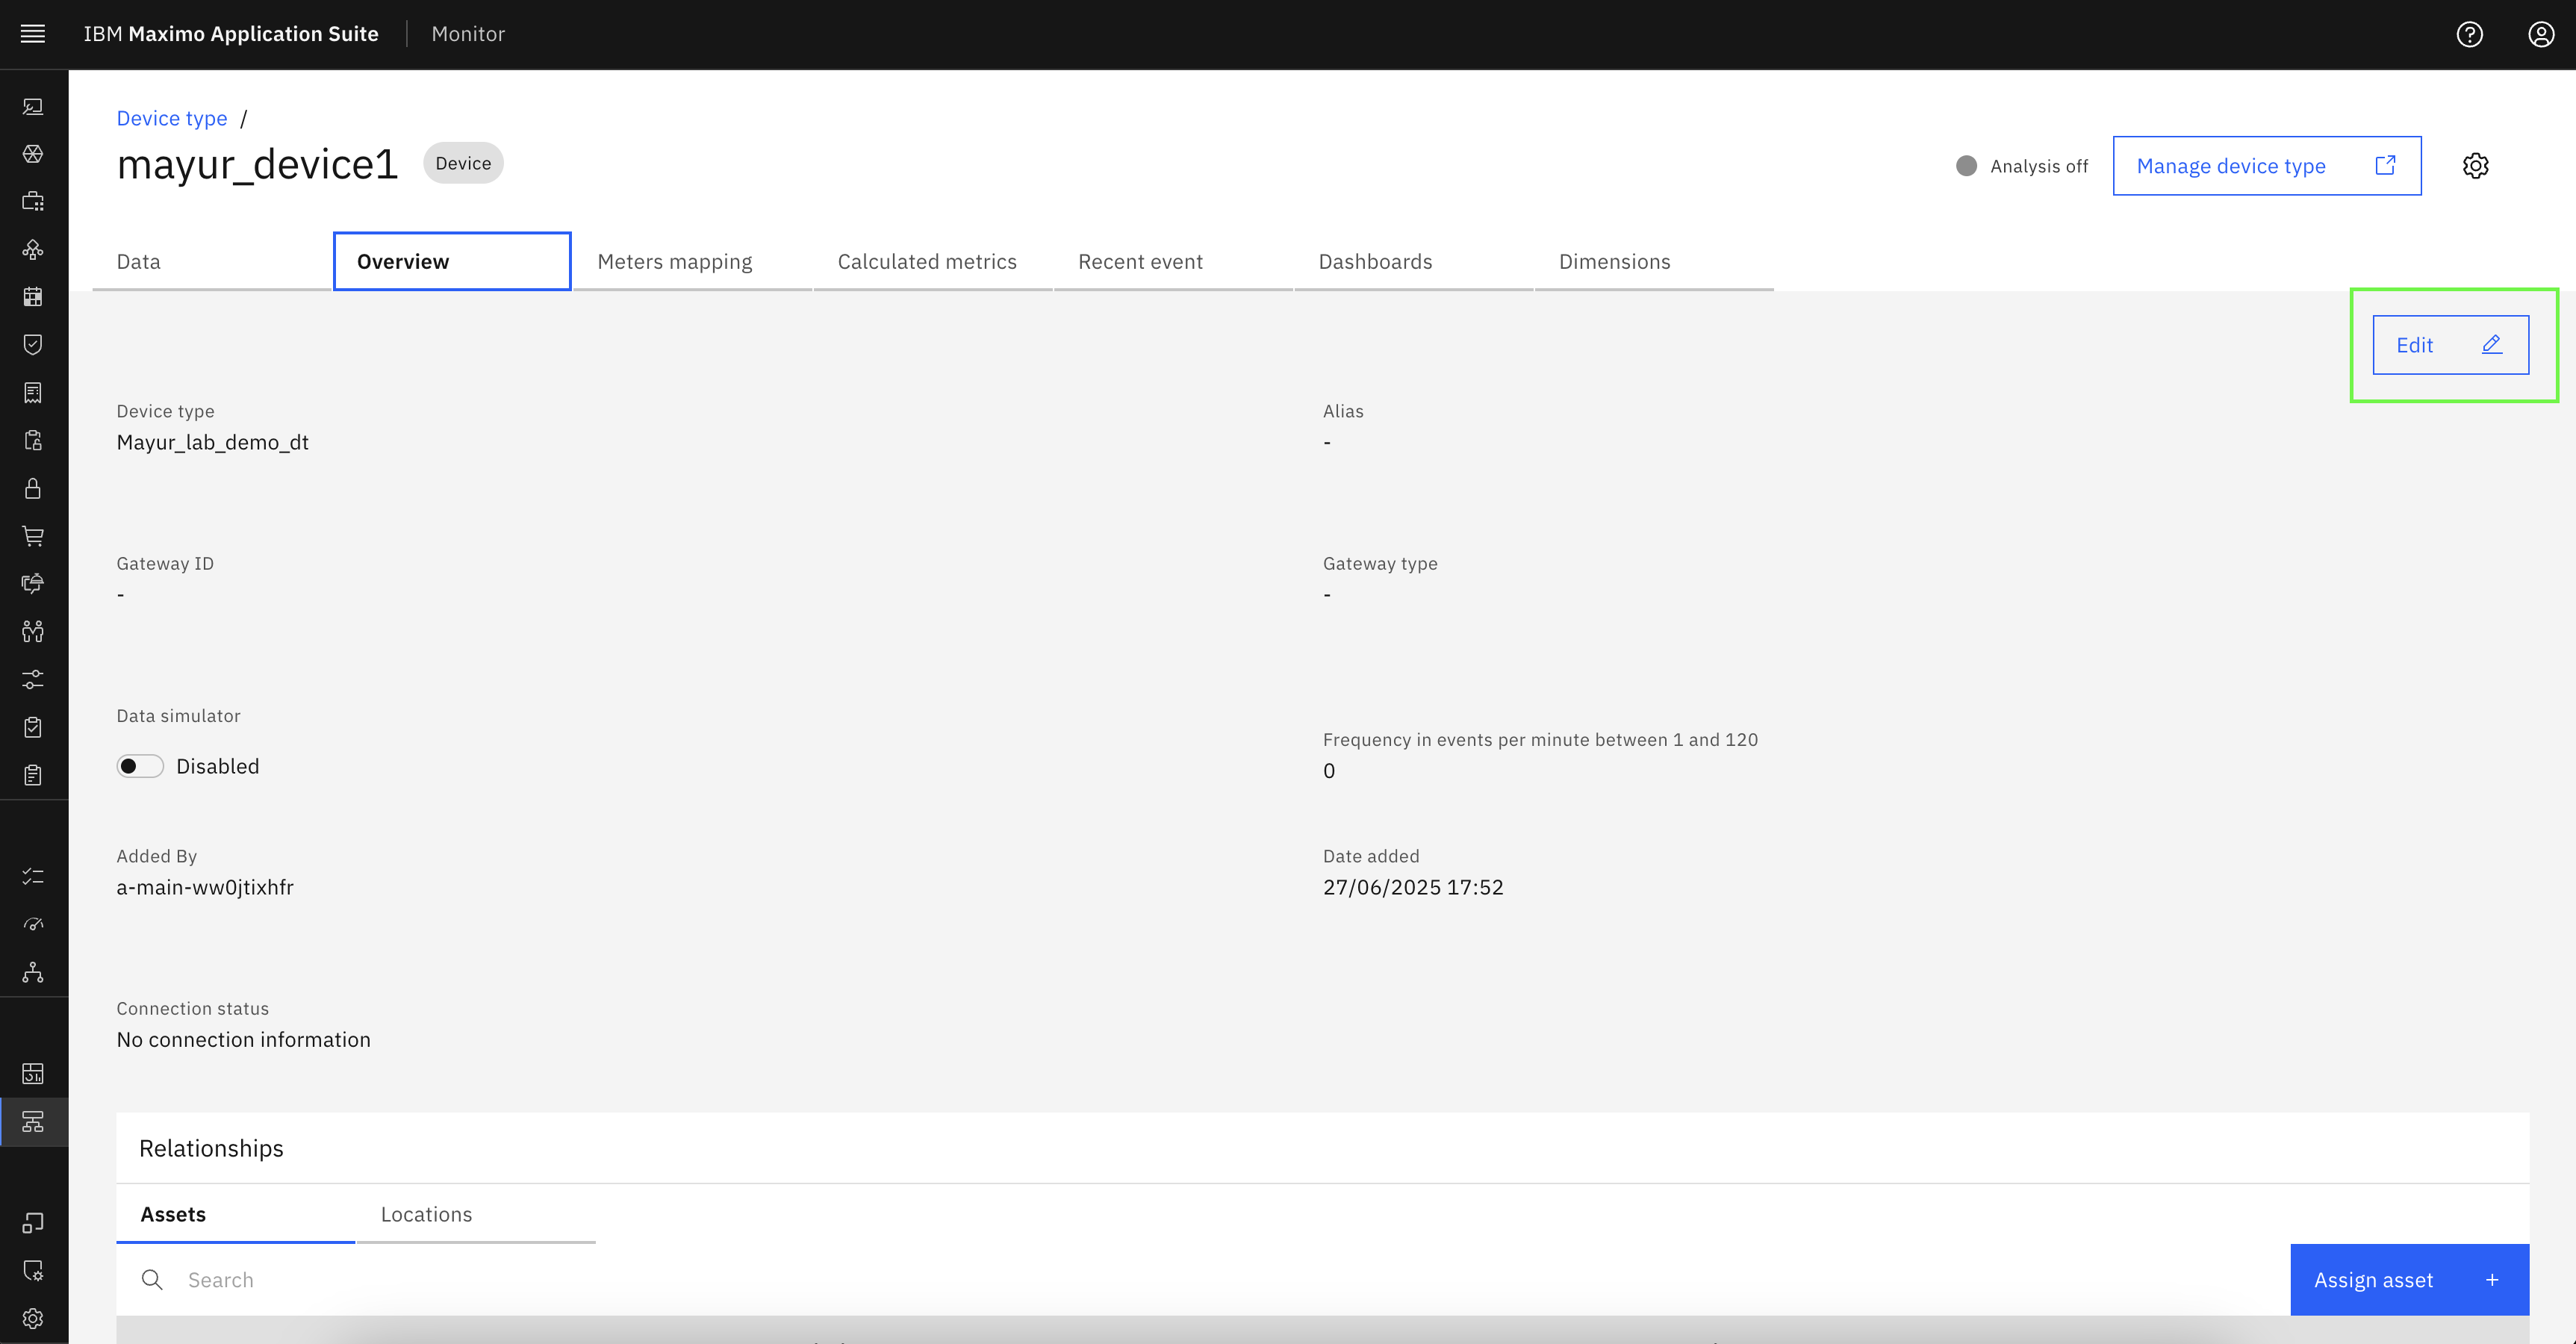 IBM Maximo Application Suite | Monitor
Device type /
mayur_device1 Device
Analysis off Manage device type
Data Overview Meters mapping Calculated metrics Recent event Dashboards Dimensions
Edit
Device type Alias
Mayur_lab_demo_dt -
Gateway ID Gateway type
- -
Data simulator
Frequency in events per minute between 1 and 120
Disabled 0
Added By Date added
a-main-ww0jtixhfr 27/06/2025 17:52
Connection status
No connection information
Relationships
Assets Locations
Search Assign asset +